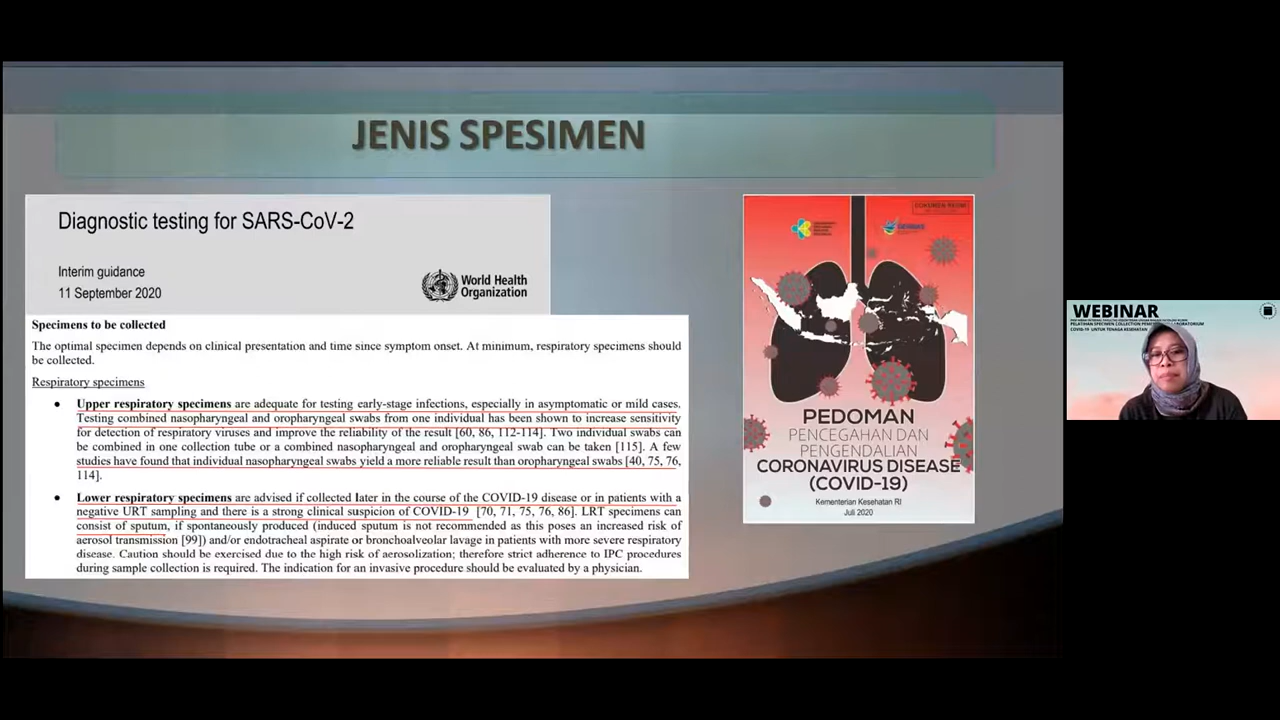 JENIS SPESIMEN
Diagnostic testing for SARS-CoV-2
Interim guidance
11 September 2020
World Health
Organization
Specimens to be collected
The optimal specimen depends on clinical presentation and time since symptom onset. At minimum, respiratory specimens should
be collected.
Respiratory specimens
• Upper respiratory specimens are adequate for testing early-stage infections, especially in asymptomatic or mild cases.
Testing combined nasopharyngeal and oropharyngeal swabs from one individual has been shown to increase sensitivity
for detection of respiratory viruses and improve the reliability of the result [60, 86, 112-114]. Two individual swabs can
be combined in one collection tube or a combined nasopharyngeal and oropharyngeal swab can be taken [115]. A few
studies have found that individual nasopharyngeal swabs yield a more reliable result than oropharyngeal swabs [40, 75, 76,
114].
• Lower respiratory specimens are advised if collected later in the course of the COVID-19 disease or in patients with a
negative URT sampling and there is a strong clinical suspicion of COVID-19 [70, 71, 75, 76, 86]. LRT specimens can
consist of sputum, if spontaneously produced (induced sputum is not recommended as this poses an increased risk of
aerosol transmission [99]) and/or endotracheal aspirate or bronchoalveolar lavage in patients with more severe respiratory
disease. Caution should be exercised due to the high risk of aerosolization; therefore strict adherence to IPC procedures
during sample collection is required. The indication for an invasive procedure should be evaluated by a physician.
PEDOMAN
PENCEGAHAN DAN
PENGENDALIAN
CORONAVIRUS DISEASE
(COVID-19)
Kementerian Kesehatan RI
Juli 2020
WEBINAR
PELATIHAN SPECIMEN COLLECTION
COVID-19 UNTUK TENAGA KESEHATAN